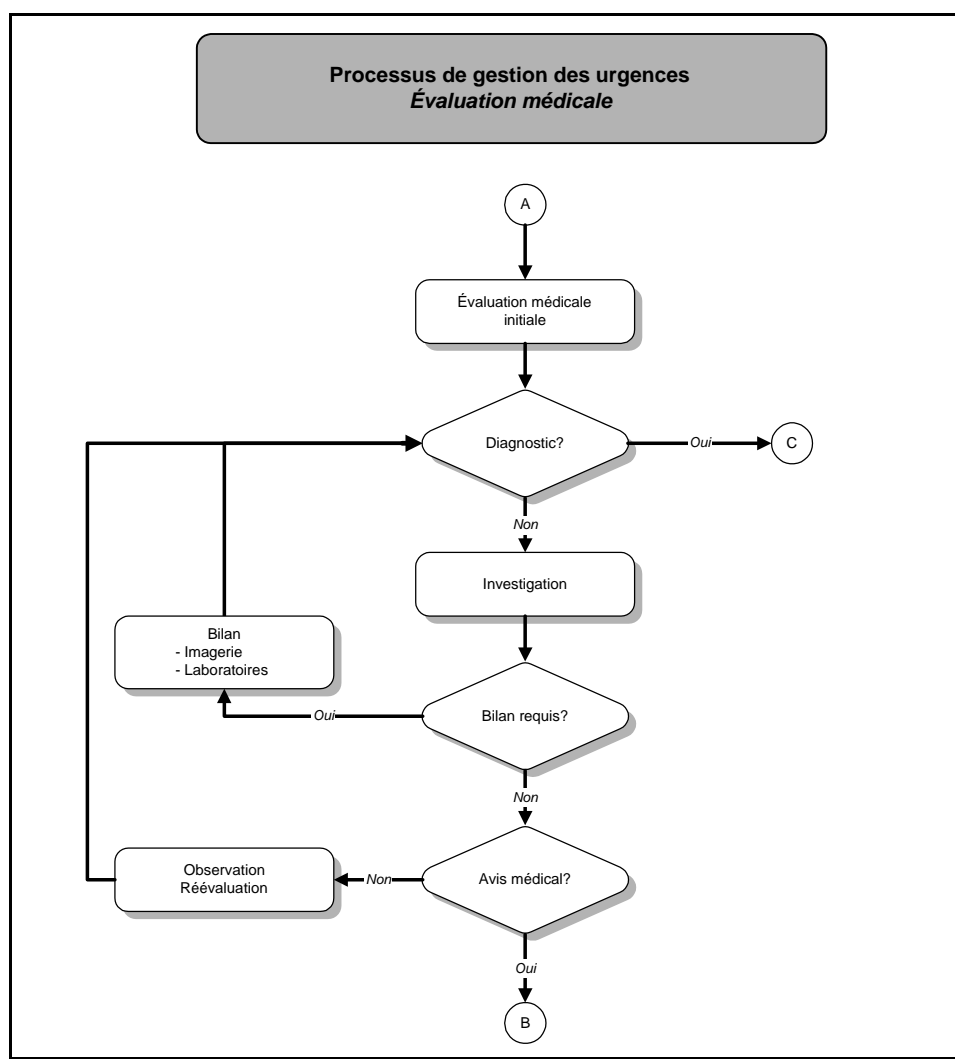 Processus de gestion des urgences
Évaluation médicale
A
Évaluation médicale
initiale
Diagnostic?
Oui
C
Non
Investigation
Bilan
- Imagerie
- Laboratoires
Bilan requis?
Oui
Non
Observation
Réévaluation
Non
Avis médical?
Oui
B